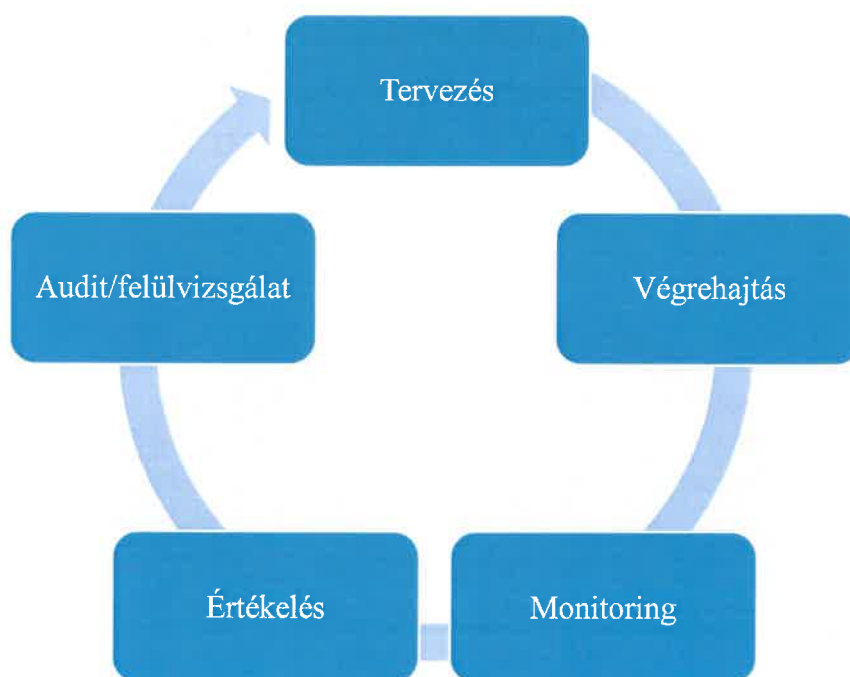 Tervezés
Végrehajtás
Monitoring
Értékelés
Audit/felülvizsgálat